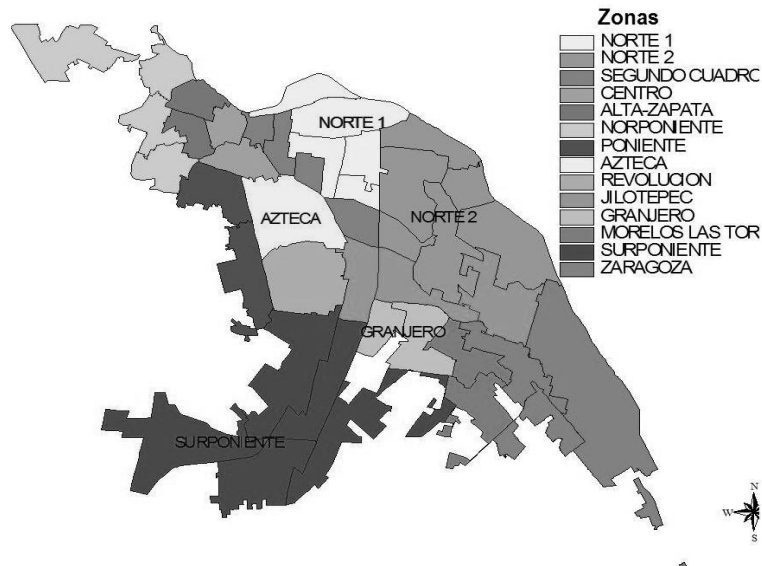 Zonas
NORTE 1
NORTE 2
SEGUNDO CUADRO
CENTRO
ALTA-ZAPATA
NORPONIENTE
PONIENTE
AZTECA
REVOLUCION
JILOTEPEC
GRANJERO
MORELOS LAS TOR
SURPONIENTE
ZARAGOZA
NORTE 1
AZTECA
NORTE 2
GRANJERO
SURPONIENTE
N
W
S